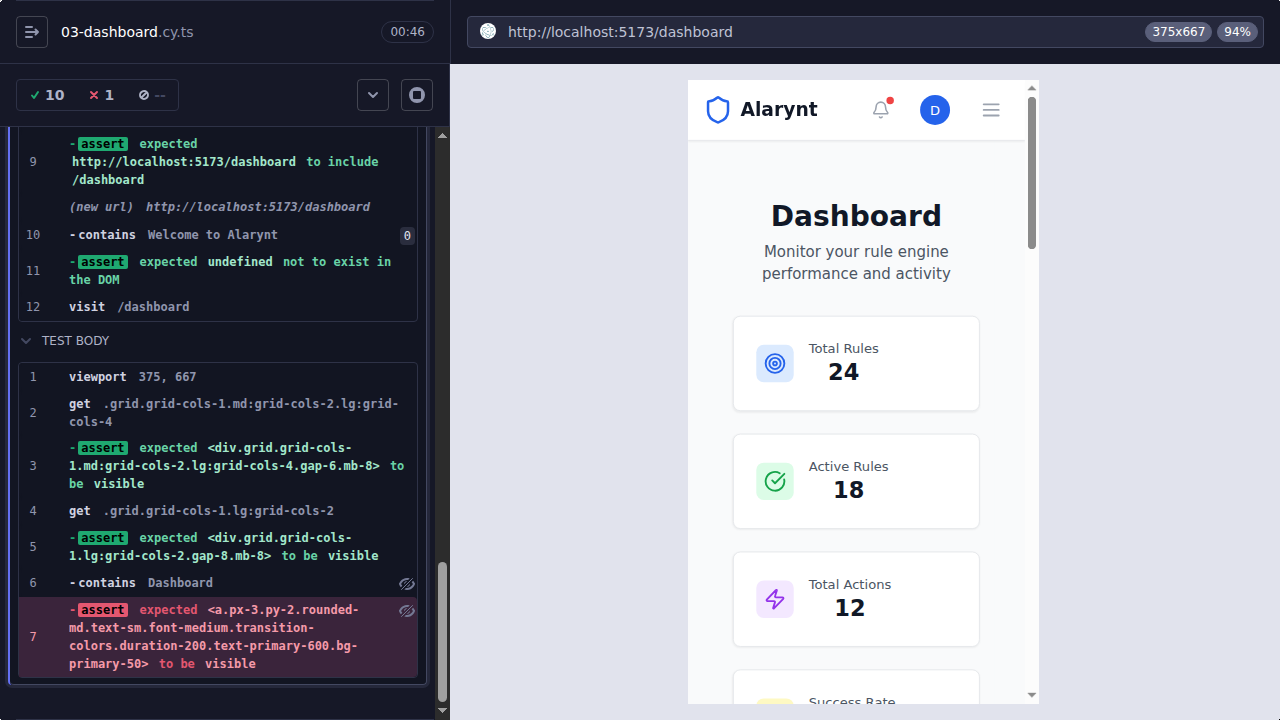 03-dashboard.cy.ts
00:46
10
1
--
9
-assert expected
http://localhost:5173/dashboard to include
/dashboard
(new url) http://localhost:5173/dashboard
10 -contains Welcome to Alarynt 0
11 -assert expected undefined not to exist in
the DOM
12 visit /dashboard
TEST BODY
1 viewport 375, 667
2 get .grid.grid-cols-1.md:grid-cols-2.lg:grid-
cols-4
3 -assert expected <div.grid.grid-cols-
1.md:grid-cols-2.lg:grid-cols-4.gap-6.mb-8> to
be visible
4 get .grid.grid-cols-1.lg:grid-cols-2
5 -assert expected <div.grid.grid-cols-
1.lg:grid-cols-2.gap-8.mb-8> to be visible
6 -contains Dashboard
7 -assert expected <a.px-3.py-2.rounded-
md.text-sm.font-medium.transition-
colors.duration-200.text-primary-600.bg-
primary-50> to be visible
http://localhost:5173/dashboard
375x667
94%
Alarynt
D
Dashboard
Monitor your rule engine
performance and activity
Total Rules
24
Active Rules
18
Total Actions
12
Success Rate